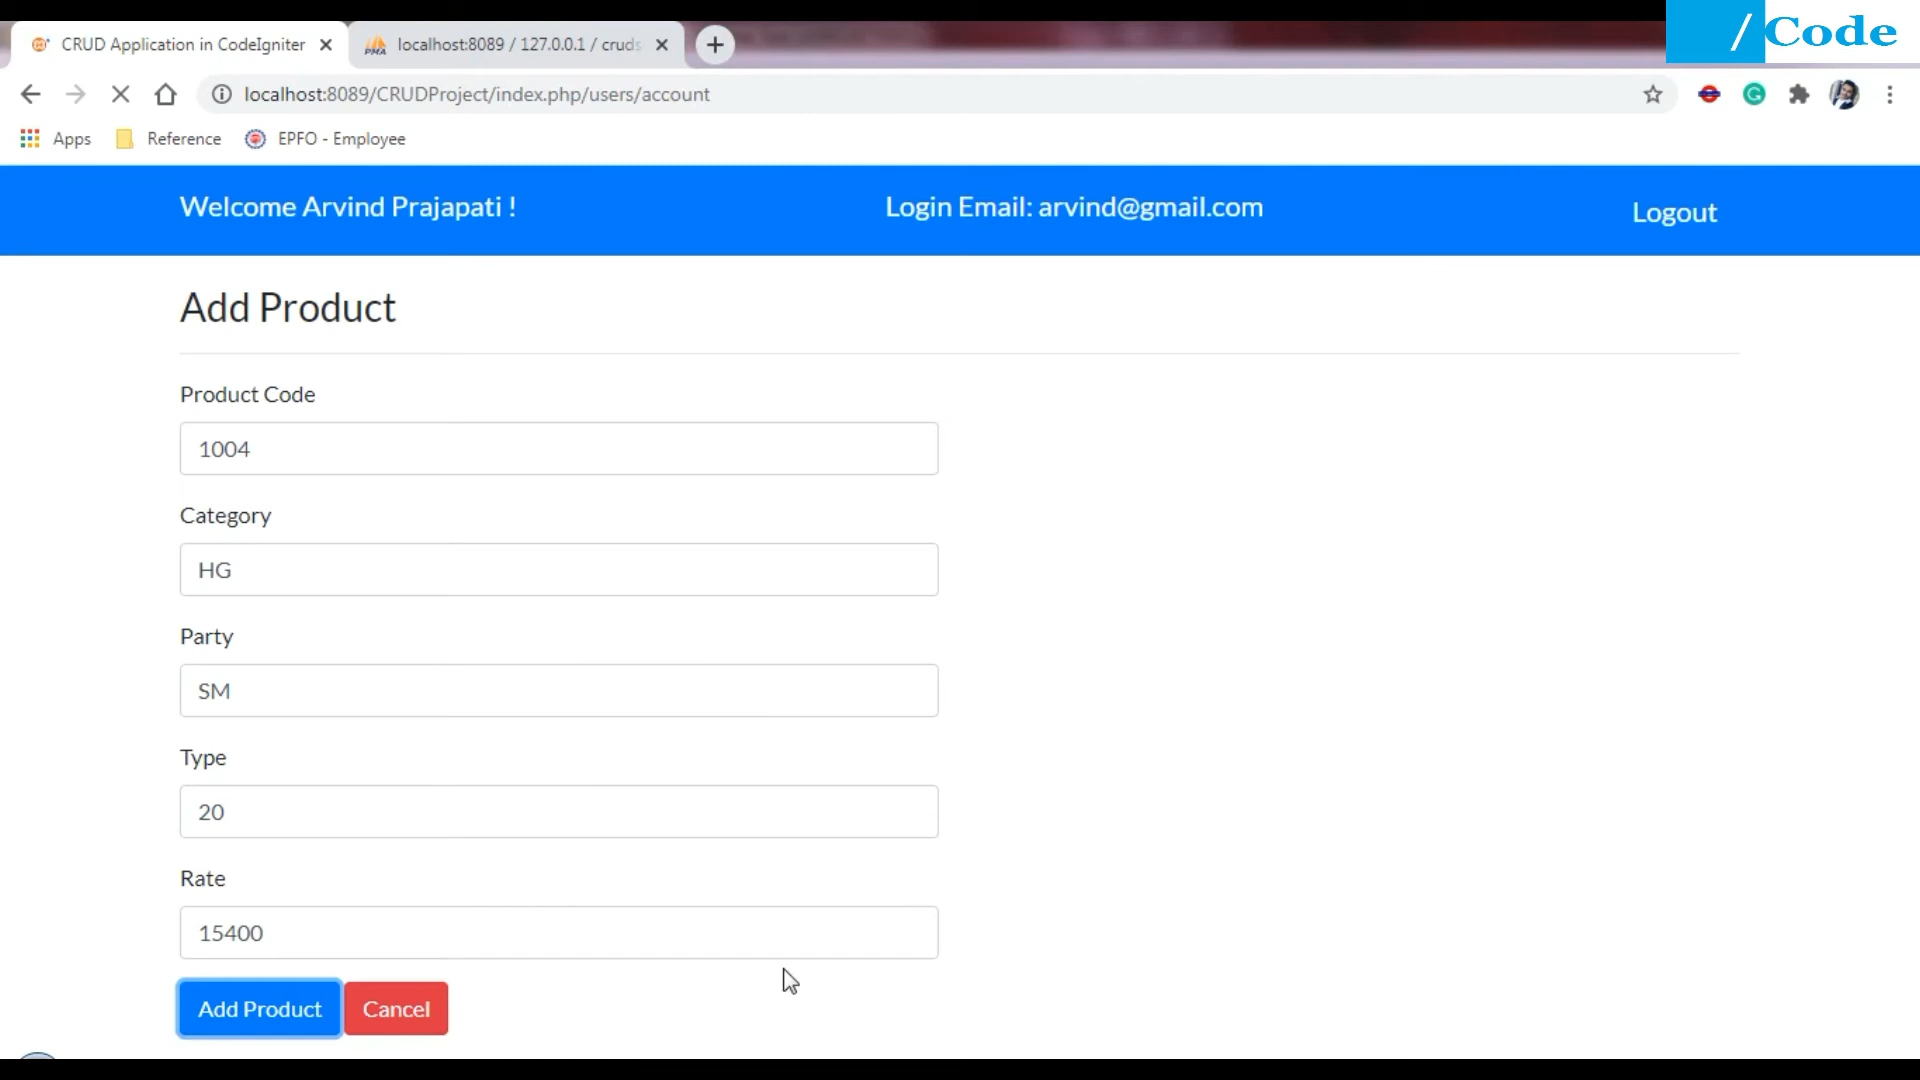 /Code
CRUD Application in CodeIgniter
PMA localhost:8089 / 127.0.0.1 / cruds
localhost:8089/CRUDProject/index.php/users/account
Apps Reference EPFO - Employee
Welcome Arvind Prajapati ! Login Email: arvind@gmail.com Logout
Add Product
Product Code
1004
Category
HG
Party
SM
Type
20
Rate
15400
Add Product Cancel